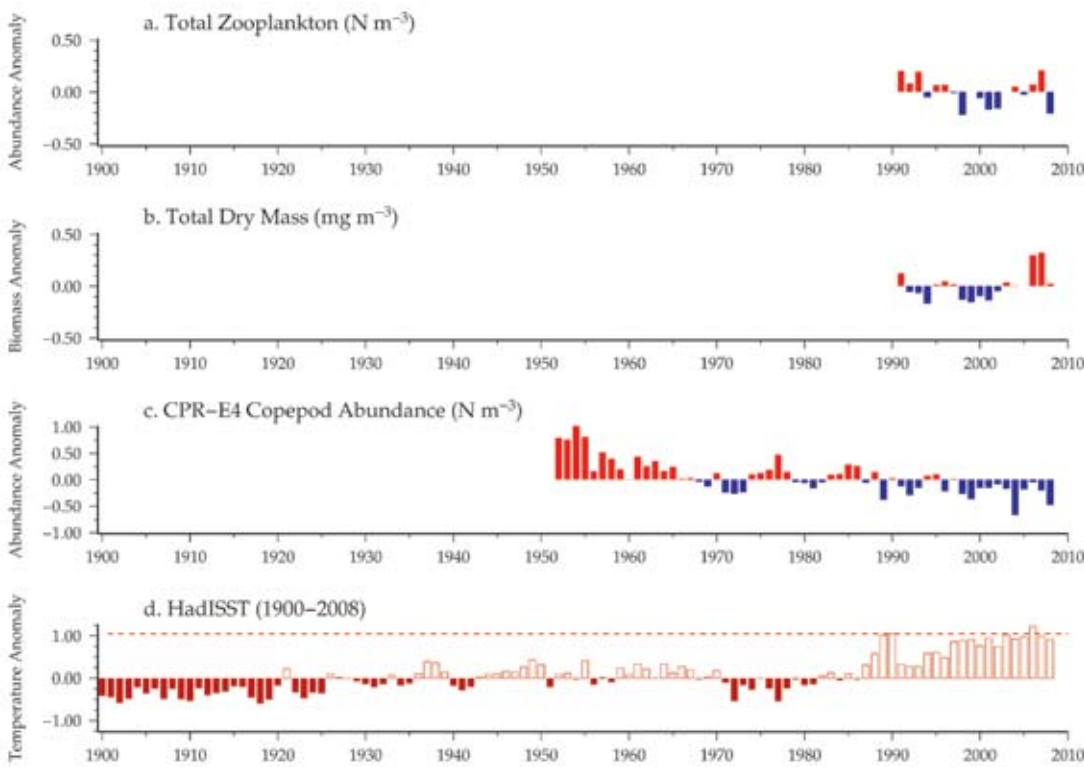 a. Total Zooplankton (N m⁻³)
Abundance Anomaly
0.50
0.00
−0.50
1900 1910 1920 1930 1940 1950 1960 1970 1980 1990 2000 2010
b. Total Dry Mass (mg m⁻³)
Biomass Anomaly
0.50
0.00
−0.50
1900 1910 1920 1930 1940 1950 1960 1970 1980 1990 2000 2010
c. CPR−E4 Copepod Abundance (N m⁻³)
Abundance Anomaly
1.00
0.50
0.00
−0.50
−1.00
1900 1910 1920 1930 1940 1950 1960 1970 1980 1990 2000 2010
d. HadISST (1900−2008)
Temperature Anomaly
1.00
0.00
−1.00
1900 1910 1920 1930 1940 1950 1960 1970 1980 1990 2000 2010